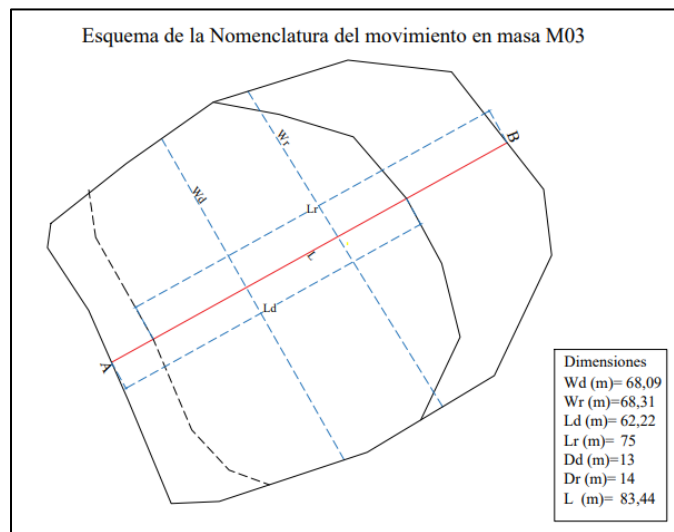 Esquema de la Nomenclatura del movimiento en masa M03
Wr
B
Wd
Lr
L
Ld
A
Dimensiones
Wd (m)= 68,09
Wr (m)=68,31
Ld (m)= 62,22
Lr (m)= 75
Dd (m)=13
Dr (m)= 14
L (m)= 83,44